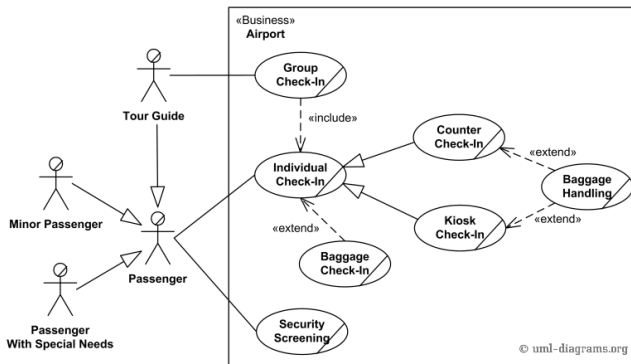 «Business»
Airport
Group
Check-In
Tour Guide
«include»
Counter
Check-In
«extend»
Individual
Check-In
Baggage
Handling
Minor Passenger
Kiosk
Check-In
«extend»
«extend»
Passenger
Baggage
Check-In
Passenger
With Special Needs
Security
Screening
© uml-diagrams.org